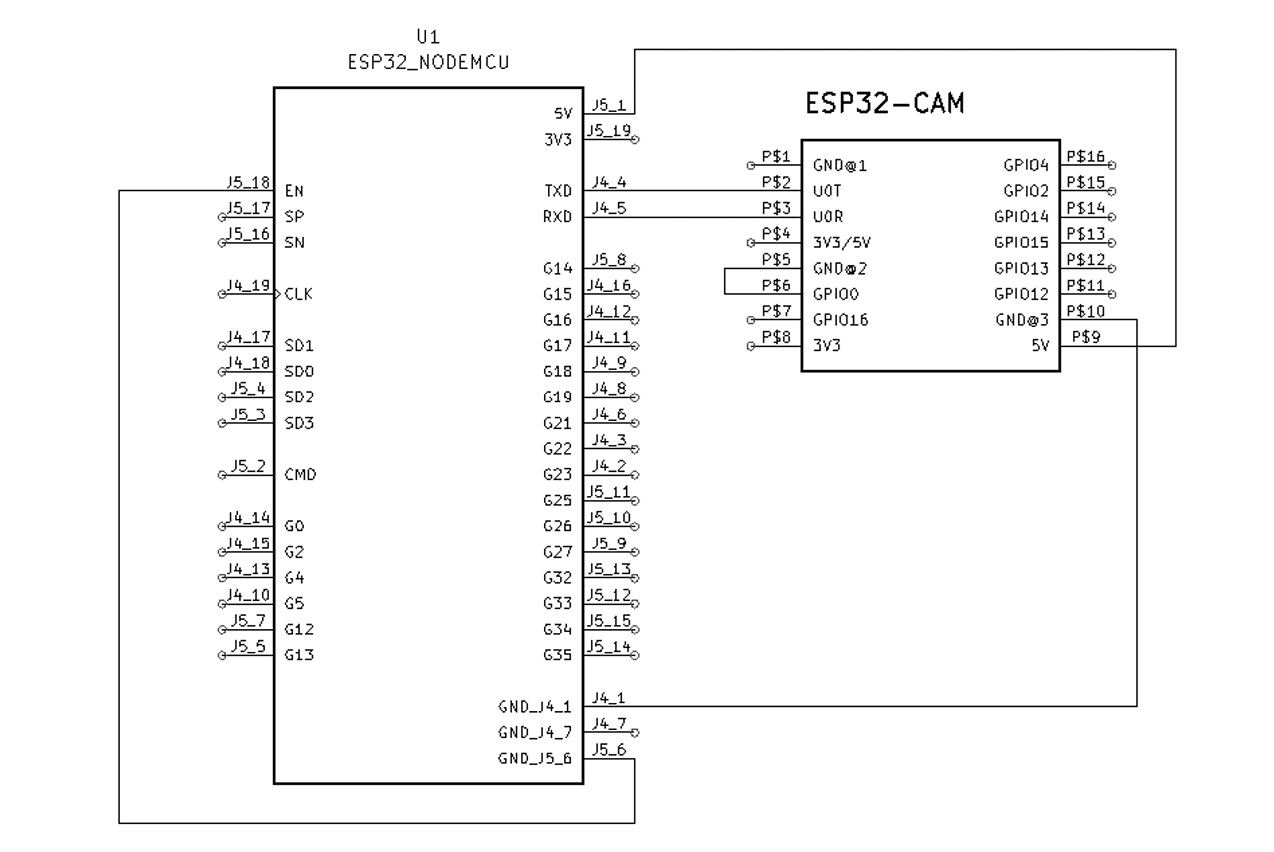 U1
ESP32_NODEMCU
ESP32-CAM
5V J5_1
3V3 J5_19
J5_18 EN
TXD J4_4
J5_17 SP
RXD J4_5
J5_16 SN
G14 J5_8
J4_19 CLK
G15 J4_16
G16 J4_12
J4_17 SD1
G17 J4_11
J4_18 SD0
G18 J4_9
J5_4 SD2
G19 J4_8
J5_3 SD3
G21 J4_6
G22 J4_3
J5_2 CMD
G23 J4_2
G25 J5_11
J4_14 G0
G26 J5_10
J4_15 G2
G27 J5_9
J4_13 G4
G32 J5_13
J4_10 G5
G33 J5_12
J5_7 G12
G34 J5_15
J5_5 G13
G35 J5_14
GND_J4_1 J4_1
GND_J4_7 J4_7
GND_J5_6 J5_6
P$1 GND@1
GPIO4 P$16
P$2 U0T
GPIO2 P$15
P$3 U0R
GPIO14 P$14
P$4 3V3/5V
GPIO15 P$13
P$5 GND@2
GPIO13 P$12
P$6 GPIO0
GPIO12 P$11
P$7 GPIO16
GND@3 P$10
P$8 3V3
5V P$9